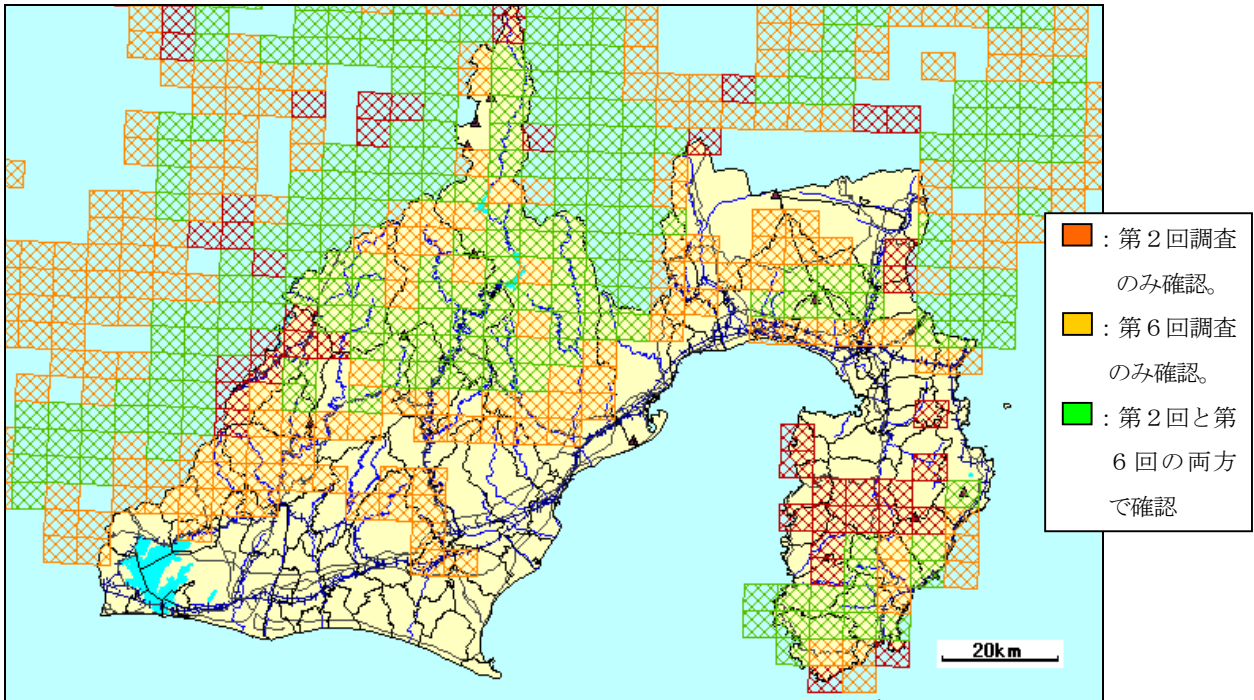 ：第２回調査
のみ確認。
：第６回調査
のみ確認。
：第２回と第
６回の両方
で確認
20km